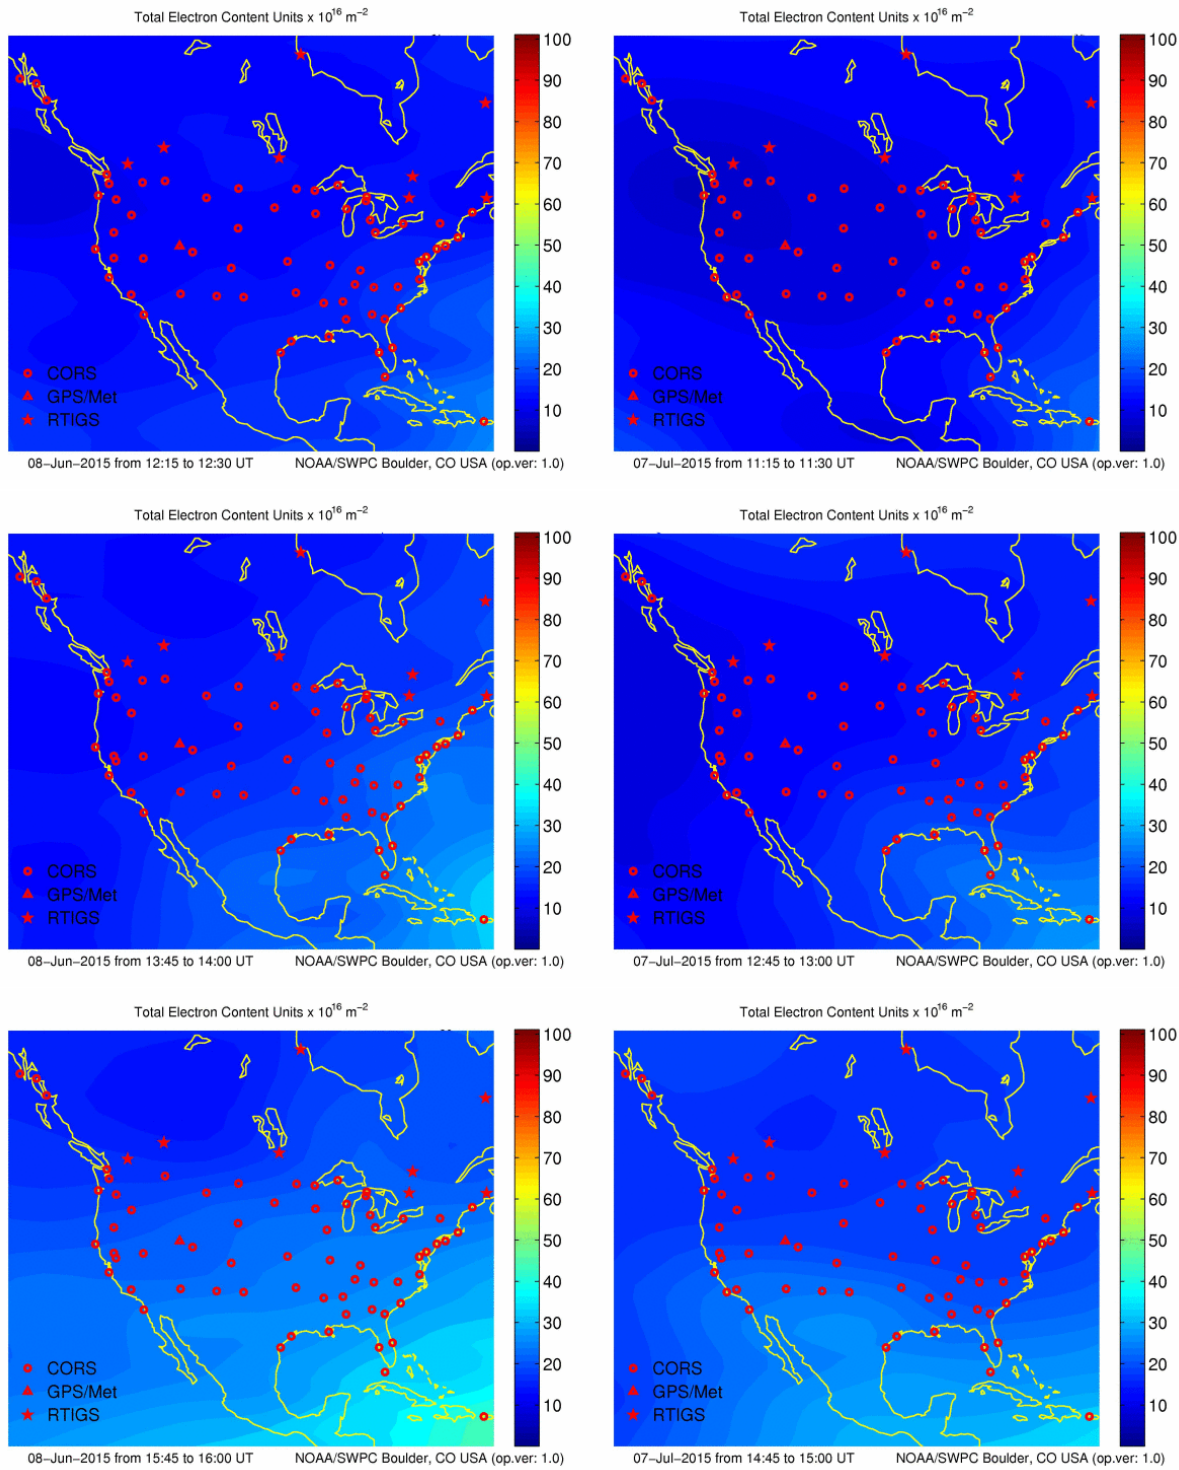 Total Electron Content Units x 10^16 m^−2
Total Electron Content Units x 10^16 m^−2
100
90
80
70
60
50
40
30
20
10
CORS
GPS/Met
RTIGS
08−Jun−2015 from 12:15 to 12:30 UT
NOAA/SWPC Boulder, CO USA (op.ver: 1.0)
100
90
80
70
60
50
40
30
20
10
CORS
GPS/Met
RTIGS
07−Jul−2015 from 11:15 to 11:30 UT
NOAA/SWPC Boulder, CO USA (op.ver: 1.0)
Total Electron Content Units x 10^16 m^−2
Total Electron Content Units x 10^16 m^−2
100
90
80
70
60
50
40
30
20
10
CORS
GPS/Met
RTIGS
08−Jun−2015 from 13:45 to 14:00 UT
NOAA/SWPC Boulder, CO USA (op.ver: 1.0)
100
90
80
70
60
50
40
30
20
10
CORS
GPS/Met
RTIGS
07−Jul−2015 from 12:45 to 13:00 UT
NOAA/SWPC Boulder, CO USA (op.ver: 1.0)
Total Electron Content Units x 10^16 m^−2
Total Electron Content Units x 10^16 m^−2
100
90
80
70
60
50
40
30
20
10
CORS
GPS/Met
RTIGS
08−Jun−2015 from 15:45 to 16:00 UT
NOAA/SWPC Boulder, CO USA (op.ver: 1.0)
100
90
80
70
60
50
40
30
20
10
CORS
GPS/Met
RTIGS
07−Jul−2015 from 14:45 to 15:00 UT
NOAA/SWPC Boulder, CO USA (op.ver: 1.0)